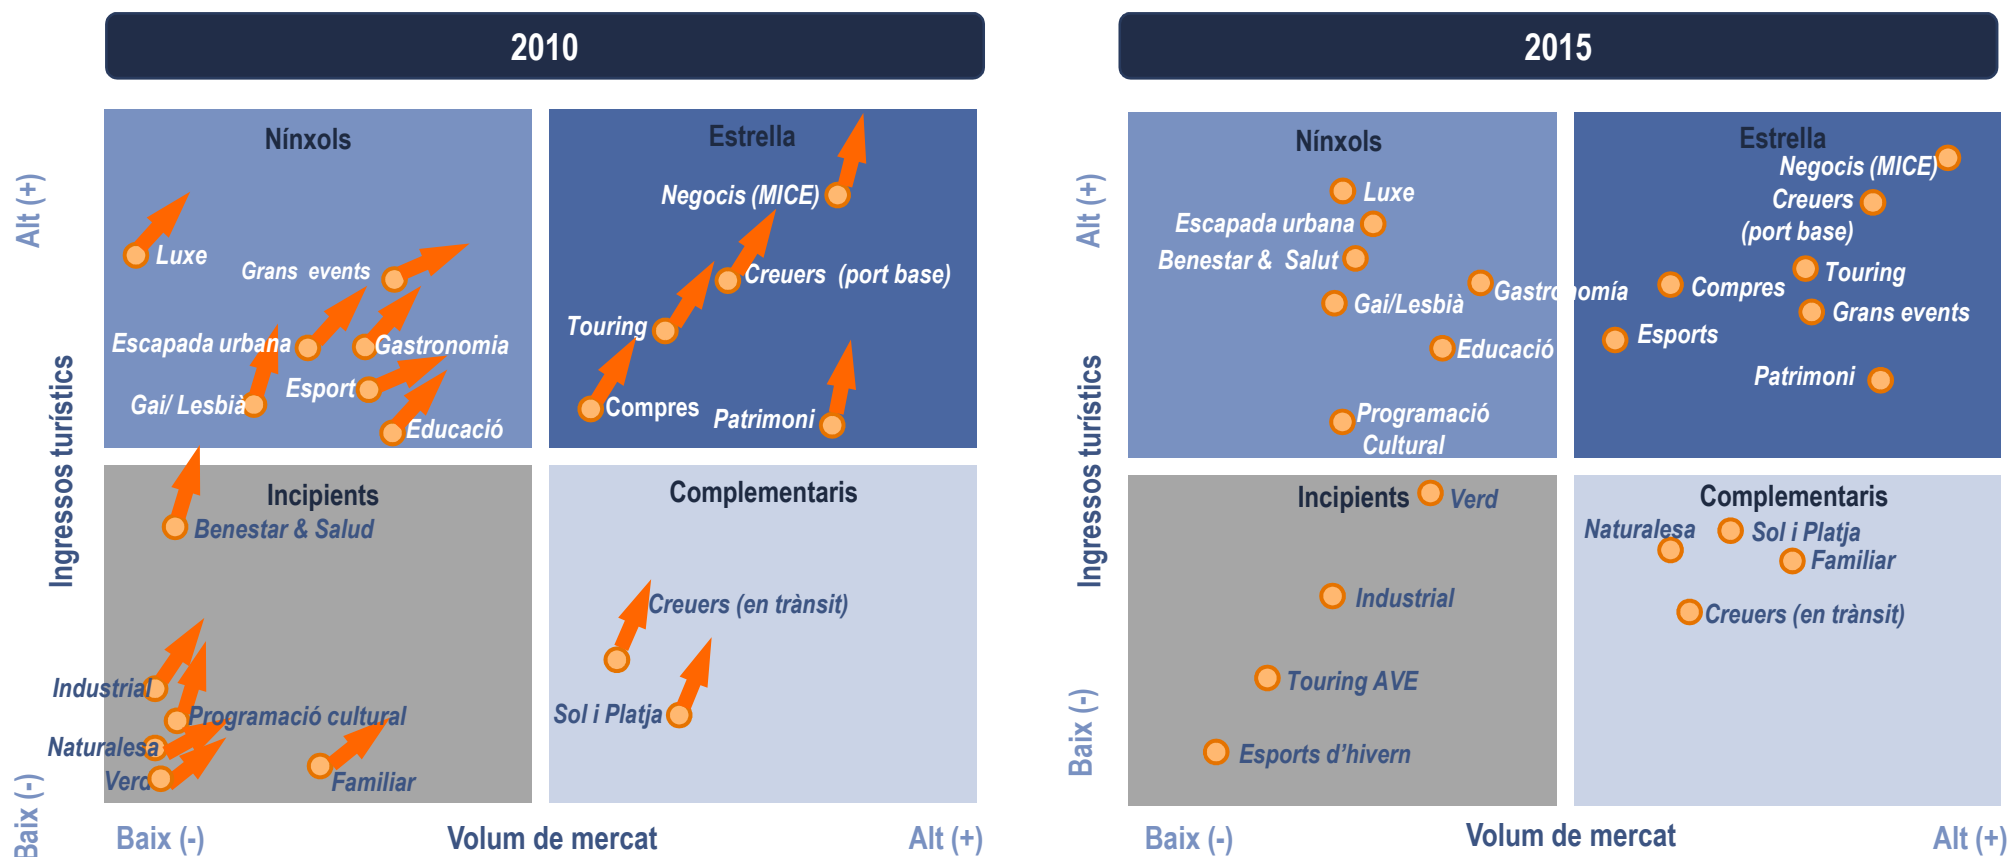 2010
Nínxols
Estrella
Negocis (MICE)
Luxe
Grans  events
Creuers  (port base)
Touring
Escapada urbana
Gastronomia
Esport
Gai/ Lesbià
Compres
Patrimoni
Educació
Incipients
Complementaris
Benestar & Salud
Creuers (en trànsit)
Industrial
Programació cultural
Sol i Platja
Naturalesa
Verd
Familiar
Alt (+)
Ingressos turístics
Baix (-)
Baix (-)
Volum de mercat
Alt (+)
2015
Nínxols
Estrella
Negocis (MICE)
Luxe
Creuers
(port base)
Escapada urbana
Benestar &  Salut
Touring
Gastronomía
Compres
Gai/Lesbià
Grans events
Esports
Educació
Patrimoni
Programació
Cultural
Incipients
Verd
Complementaris
Naturalesa
Sol i Platja
Familiar
Industrial
Creuers (en trànsit)
Touring AVE
Esports d’hivern
Alt (+)
Ingressos turístics
Baix (-)
Baix (-)
Volum de mercat
Alt (+)